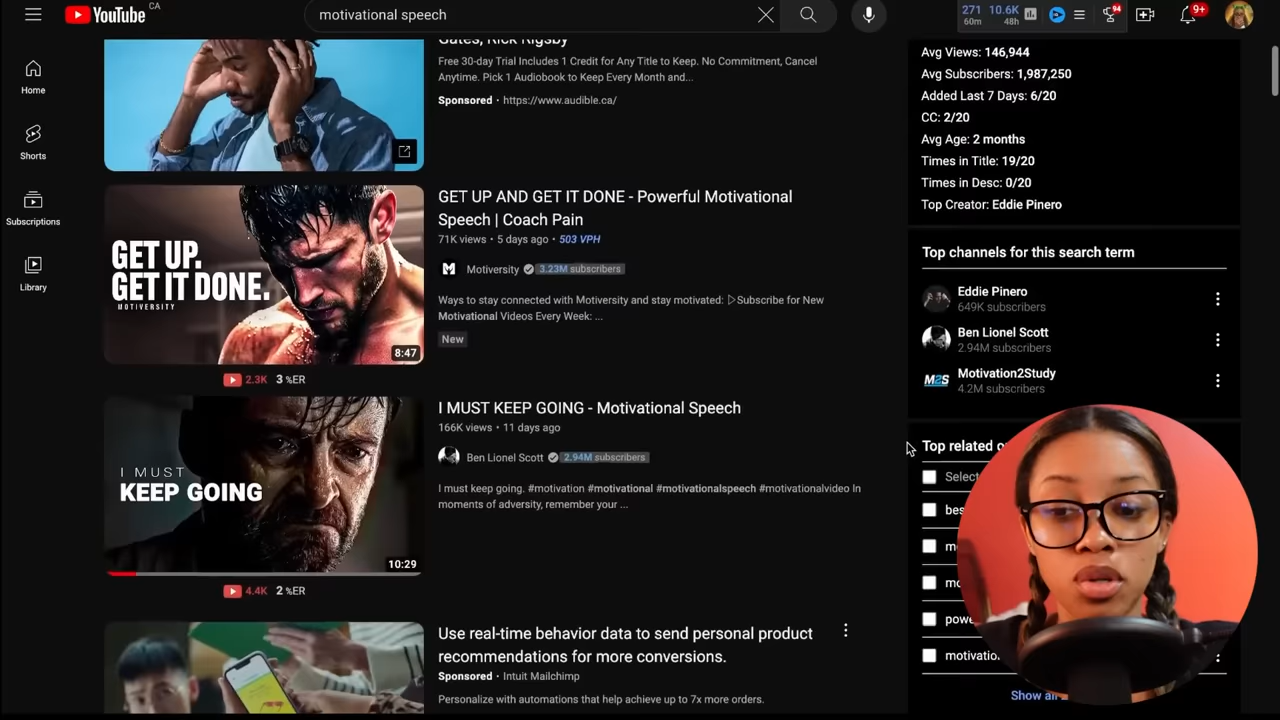 YouTube CA
motivational speech
271 10.6K
60m 48h
94
9+
Home
Shorts
Subscriptions
Library
Gates, Rick Rigsby
Free 30-day Trial Includes 1 Credit for Any Title to Keep. No Commitment, Cancel
Anytime. Pick 1 Audiobook to Keep Every Month and...
Sponsored · https://www.audible.ca/
GET UP.
GET IT DONE.
MOTIVERSITY
8:47
2.3K 3 %ER
GET UP AND GET IT DONE - Powerful Motivational
Speech | Coach Pain
71K views • 5 days ago • 503 VPH
M Motiversity 3.23M subscribers
Ways to stay connected with Motiversity and stay motivated: ▷Subscribe for New
Motivational Videos Every Week: ...
New
I MUST
KEEP GOING
10:29
4.4K 2 %ER
I MUST KEEP GOING - Motivational Speech
166K views • 11 days ago
Ben Lionel Scott 2.94M subscribers
I must keep going. #motivation #motivational #motivationalspeech #motivationalvideo In
moments of adversity, remember your ...
Use real-time behavior data to send personal product
recommendations for more conversions.
Sponsored · Intuit Mailchimp
Personalize with automations that help achieve up to 7x more orders.
Avg Views: 146,944
Avg Subscribers: 1,987,250
Added Last 7 Days: 6/20
CC: 2/20
Avg Age: 2 months
Times in Title: 19/20
Times in Desc: 0/20
Top Creator: Eddie Pinero
Top channels for this search term
Eddie Pinero
649K subscribers
Ben Lionel Scott
2.94M subscribers
M2S Motivation2Study
4.2M subscribers
Top related
Show all